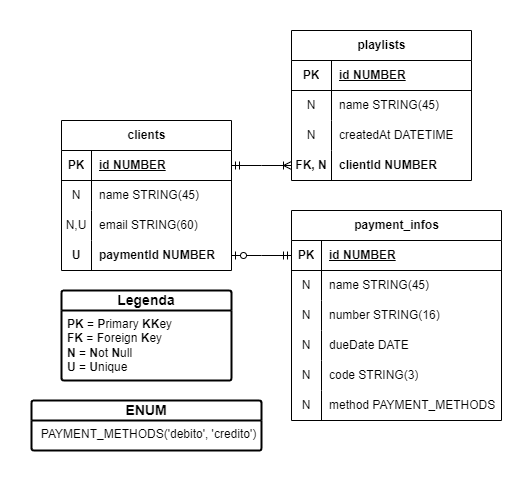 playlists
PK id NUMBER
N name STRING(45)
N createdAt DATETIME
FK, N clientId NUMBER
clients
PK id NUMBER
N name STRING(45)
N,U email STRING(60)
U paymentId NUMBER
payment_infos
PK id NUMBER
N name STRING(45)
N number STRING(16)
N dueDate DATE
N code STRING(3)
N method PAYMENT_METHODS
Legenda
PK = Primary KKey
FK = Foreign Key
N = Not Null
U = Unique
ENUM
PAYMENT_METHODS('debito', 'credito')